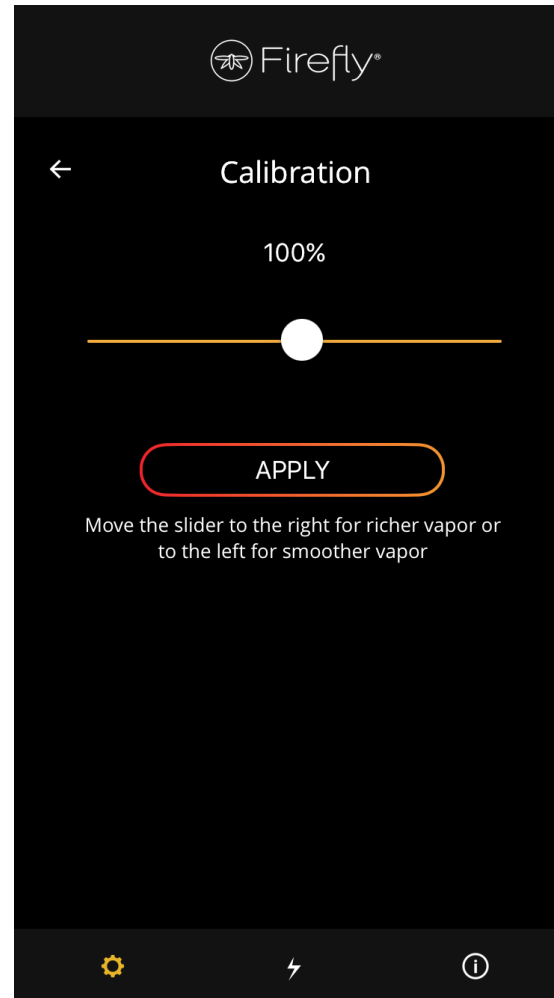 Firefly®
Calibration
100%
APPLY
Move the slider to the right for richer vapor or
to the left for smoother vapor